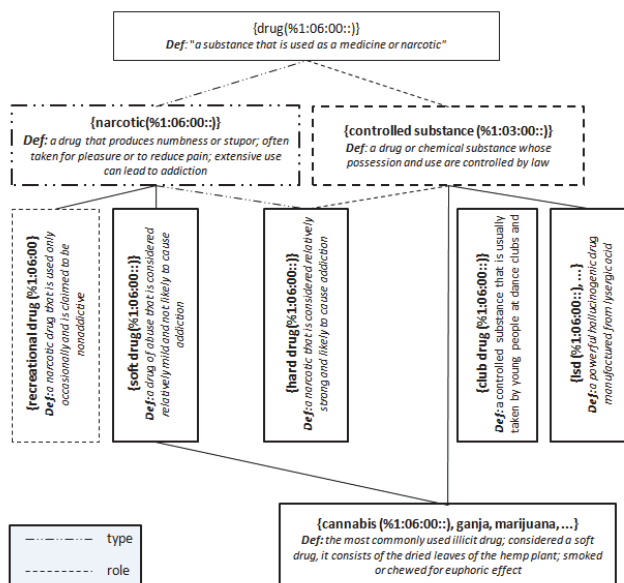 {drug(%1:06:00::)}
Def: "a substance that is used as a medicine or narcotic"
{narcotic(%1:06:00::)}
Def: a drug that produces numbness or stupor; often
taken for pleasure or to reduce pain; extensive use
can lead to addiction
{controlled substance (%1:03:00::)}
Def: a drug or chemical substance whose
possession and use are controlled by law
{recreational drug (%1:06:00}
Def: a narcotic drug that is used only
occasionally and is claimed to be
nonaddictive
{soft drug(%1:06:00::)}
Def: a drug of abuse that is considered
relatively mild and not likely to cause
addiction
{hard drug(%1:06:00::)}
Def: a narcotic that is considered relatively
strong and likely to cause addiction
{club drug (%1:06:00::)}
Def: a controlled substance that is usually
taken by young people at dance clubs and
{lsd (%1:06:00::), ...}
Def: a powerful hallucinogenic drug
manufactured from lysergic acid
{cannabis (%1:06:00::), ganja, marijuana, ...}
Def: the most commonly used illicit drug; considered a soft
drug, it consists of the dried leaves of the hemp plant; smoked
or chewed for euphoric effect
type
role